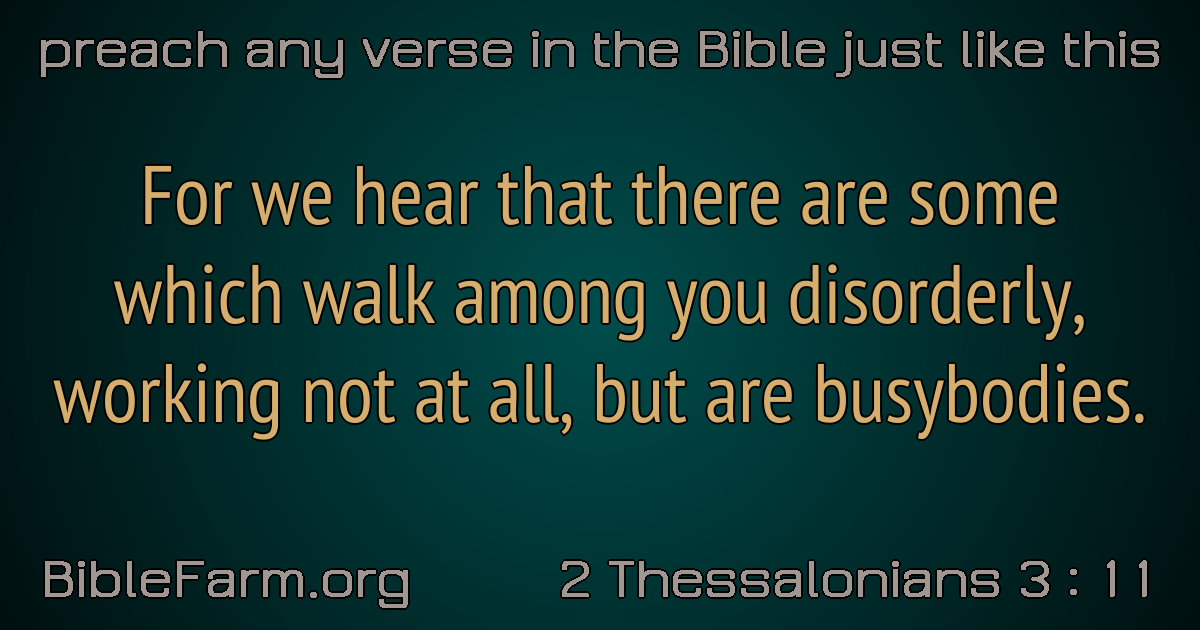 preach any verse in the Bible just like this
For we hear that there are some
which walk among you disorderly,
working not at all, but are busybodies.
BibleFarm.org
2 Thessalonians 3 : 11